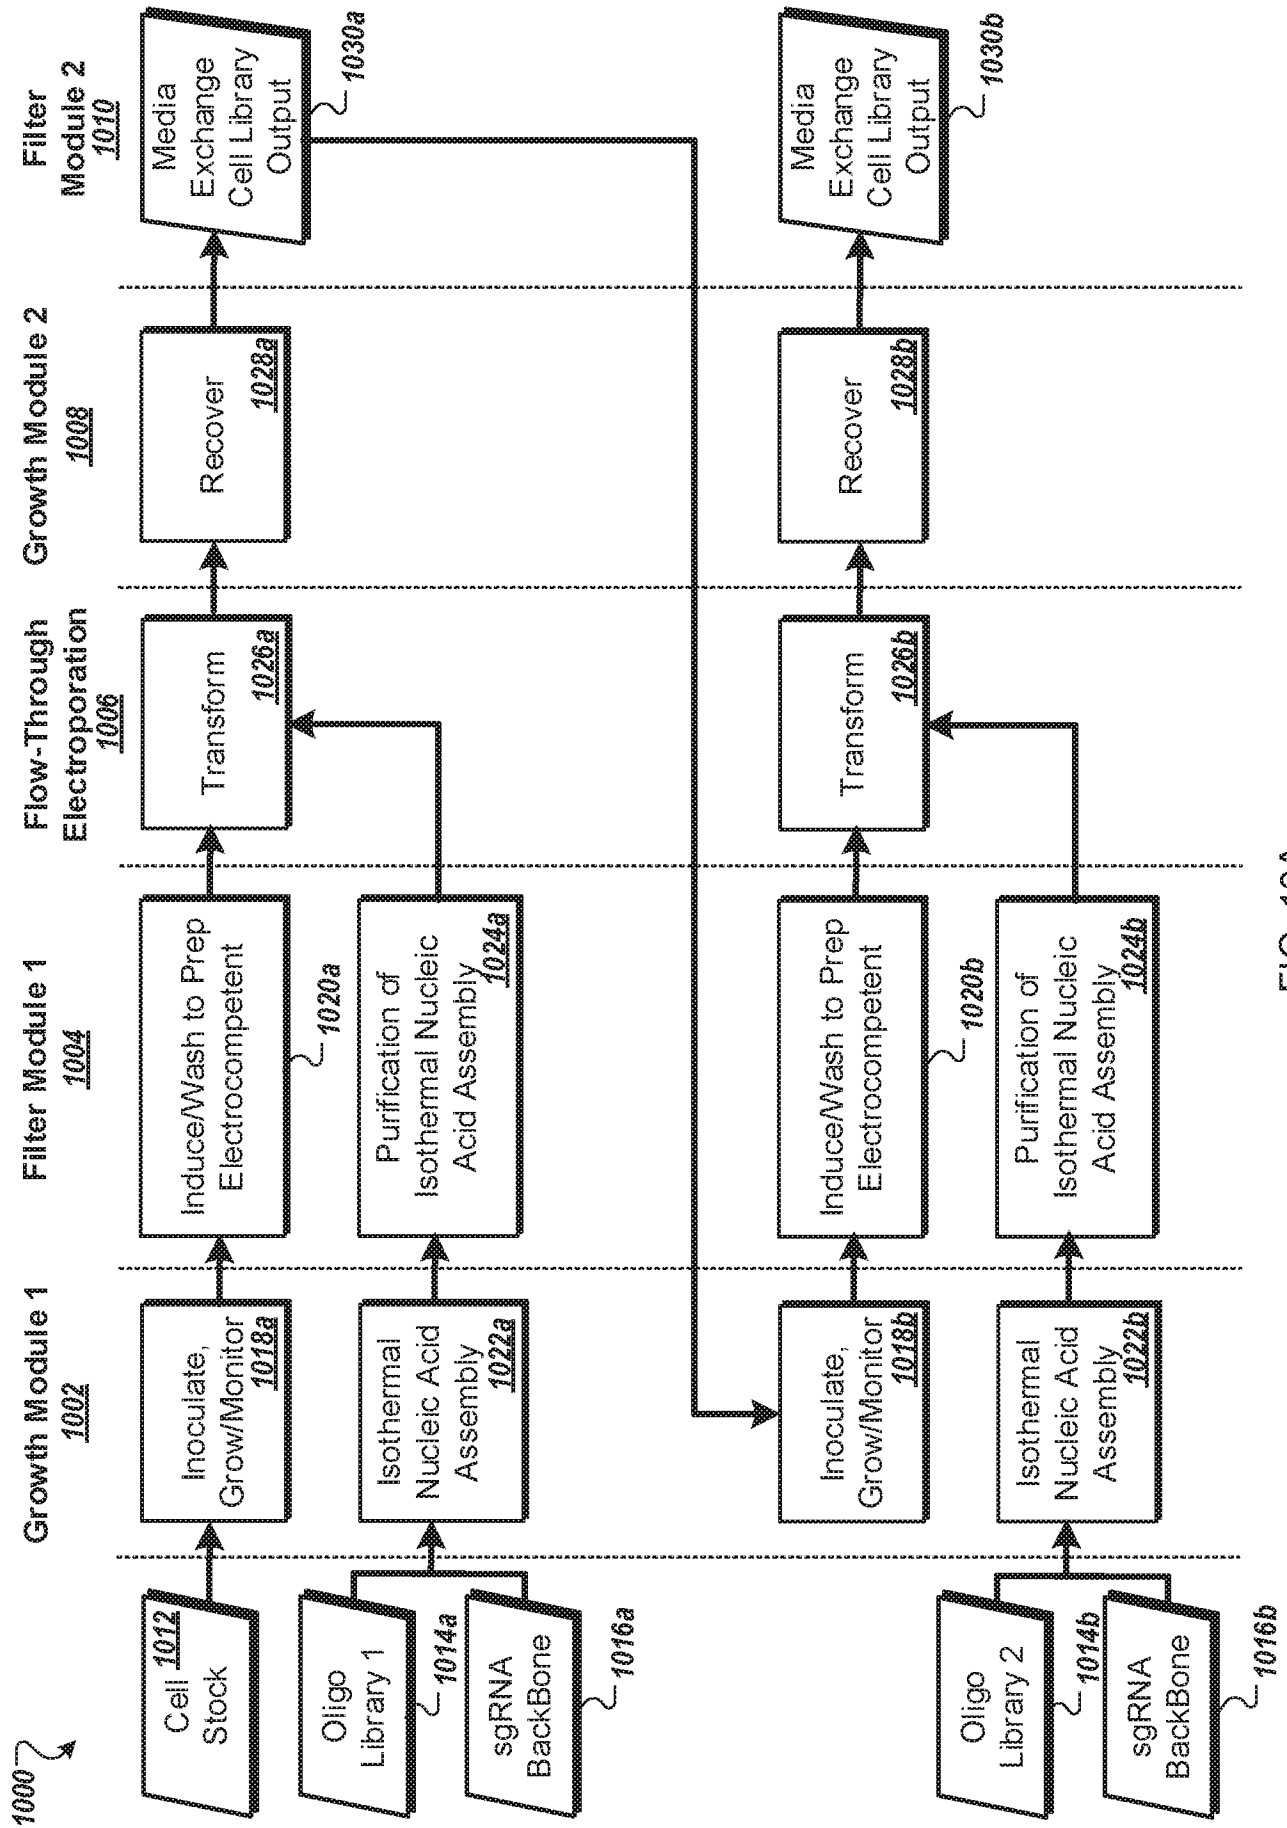 1000
Growth Module 1
1002
Filter Module 1
1004
Flow-Through
Electroporation
1006
Growth Module 2
1008
Filter
Module 2
1010
Cell
Stock
1012
Inoculate,
Grow/Monitor
1018a
Induce/Wash to Prep
Electrocompetent
1020a
Transform
1026a
Recover
1028a
Media
Exchange
Cell Library
Output
1030a
Oligo
Library 1
1014a
sgRNA
BackBone
1016a
Isothermal
Nucleic Acid
Assembly
1022a
Purification of
Isothermal Nucleic
Acid Assembly
1024a
Inoculate,
Grow/Monitor
1018b
Induce/Wash to Prep
Electrocompetent
1020b
Transform
1026b
Recover
1028b
Media
Exchange
Cell Library
Output
1030b
Oligo
Library 2
1014b
sgRNA
BackBone
1016b
Isothermal
Nucleic Acid
Assembly
1022b
Purification of
Isothermal Nucleic
Acid Assembly
1024b